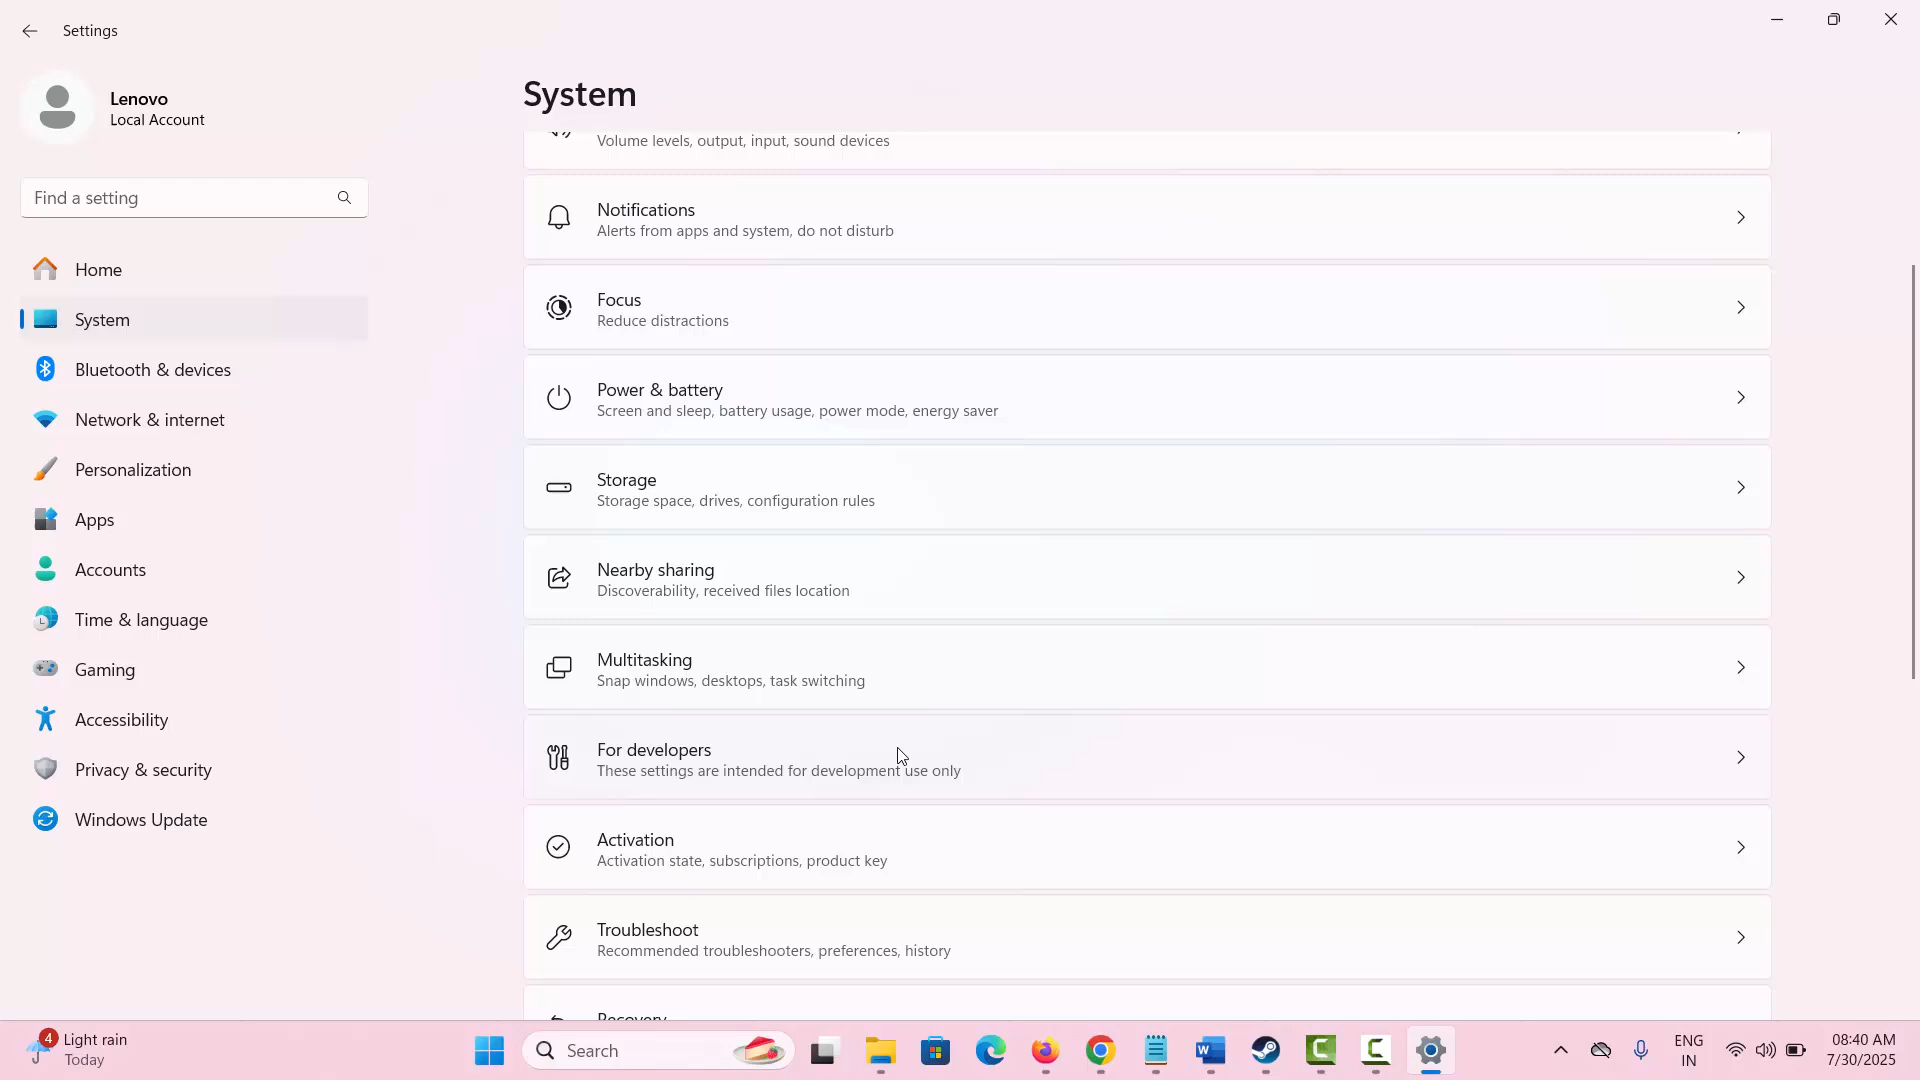 Settings
Lenovo
Local Account
Find a setting
Home
System
Bluetooth & devices
Network & internet
Personalization
Apps
Accounts
Time & language
Gaming
Accessibility
Privacy & security
Windows Update
System
Volume levels, output, input, sound devices
Notifications
Alerts from apps and system, do not disturb
Focus
Reduce distractions
Power & battery
Screen and sleep, battery usage, power mode, energy saver
Storage
Storage space, drives, configuration rules
Nearby sharing
Discoverability, received files location
Multitasking
Snap windows, desktops, task switching
For developers
These settings are intended for development use only
Activation
Activation state, subscriptions, product key
Troubleshoot
Recommended troubleshooters, preferences, history
Recovery
4
Light rain
Today
Search
ENG
IN
08:40 AM
7/30/2025